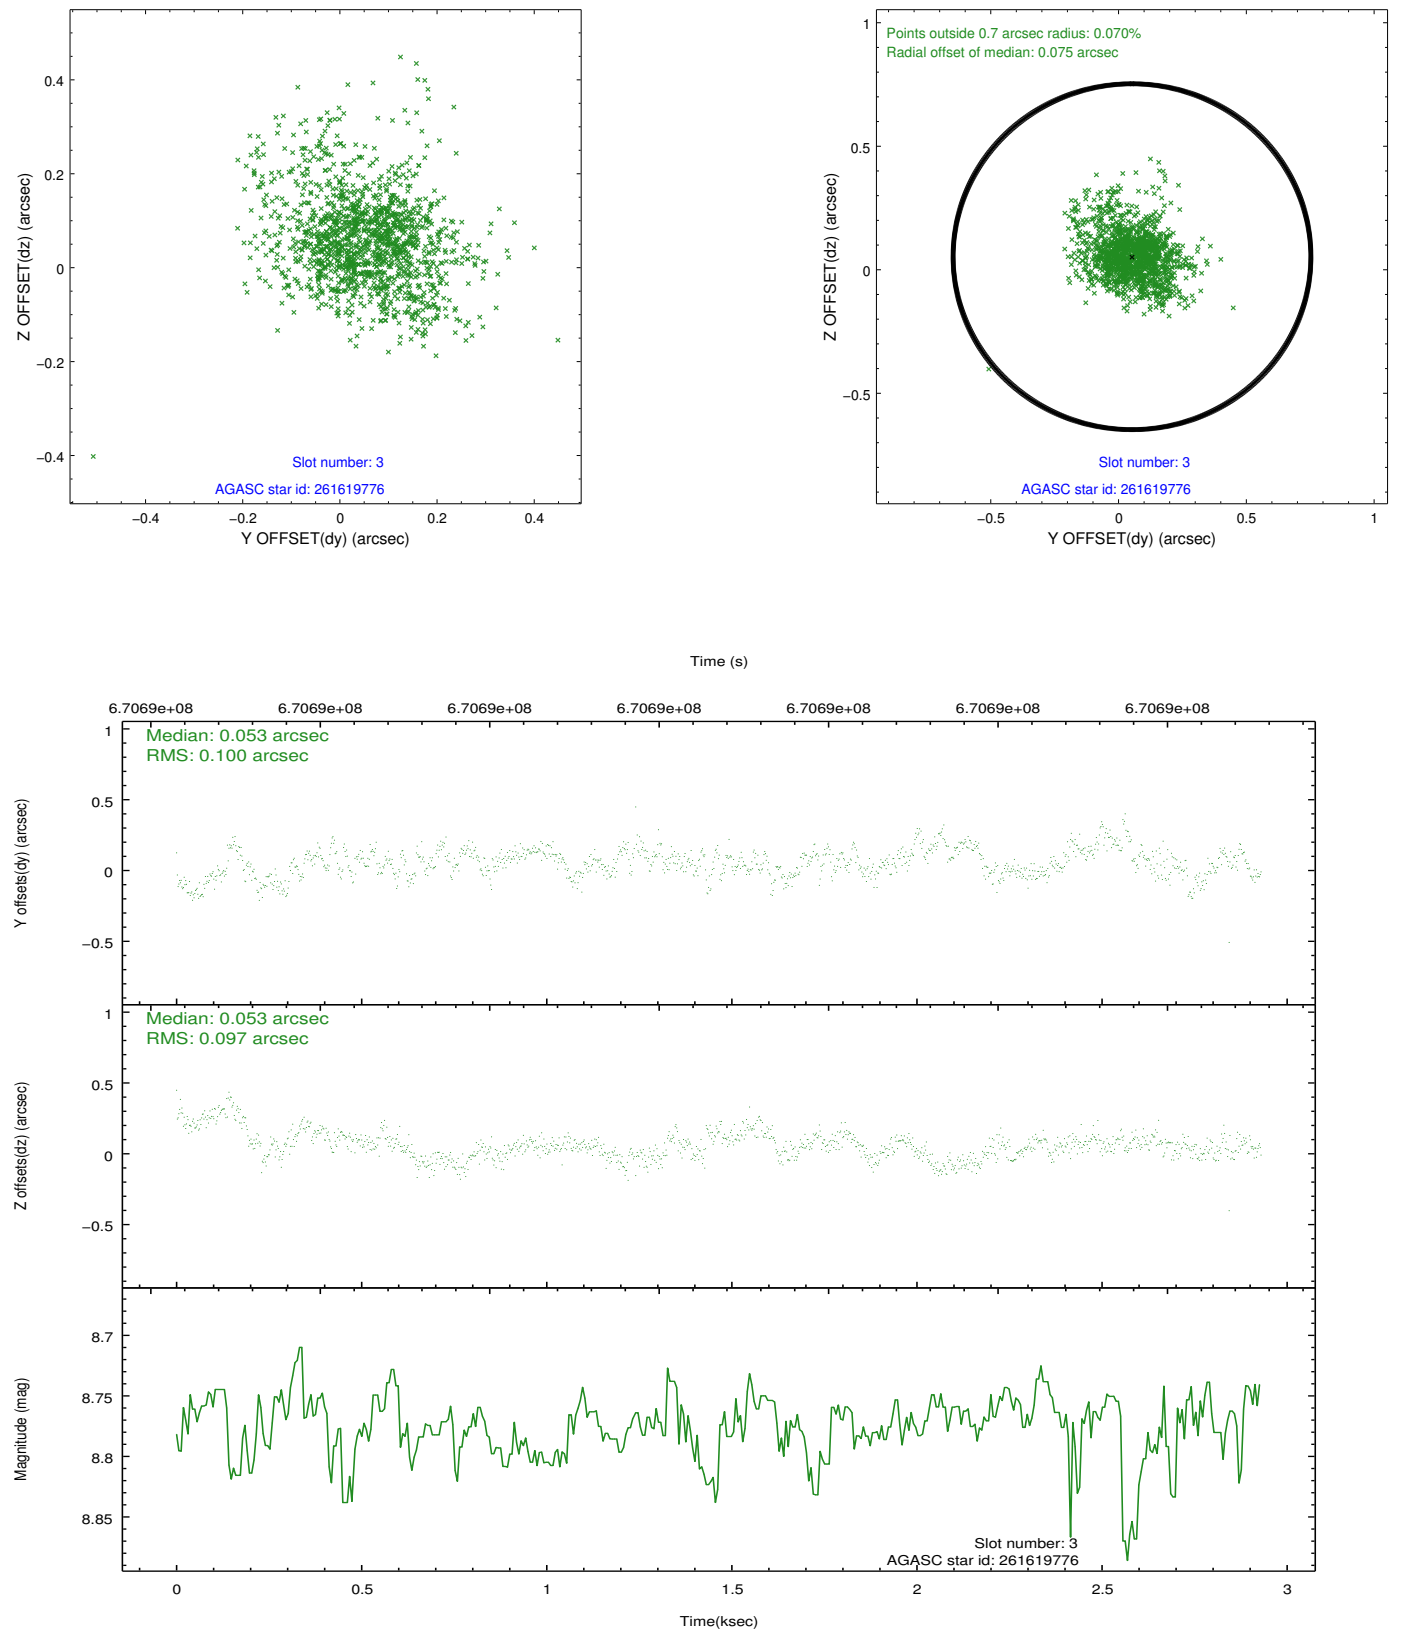 0.4
0.2
0
−0.2
−0.4
Z OFFSET(dz) (arcsec)
Slot number: 3
AGASC star id: 261619776
−0.4 −0.2 0 0.2 0.4
Y OFFSET(dy) (arcsec)
Points outside 0.7 arcsec radius: 0.070%
Radial offset of median: 0.075 arcsec
1
0.5
0
−0.5
Z OFFSET(dz) (arcsec)
Slot number: 3
AGASC star id: 261619776
−0.5 0 0.5 1
Y OFFSET(dy) (arcsec)
Time (s)
6.7069e+08 6.7069e+08 6.7069e+08 6.7069e+08 6.7069e+08 6.7069e+08 6.7069e+08
Median: 0.053 arcsec
RMS: 0.100 arcsec
1
0.5
0
−0.5
Y offsets(dy) (arcsec)
Median: 0.053 arcsec
RMS: 0.097 arcsec
1
0.5
0
−0.5
Z offsets(dz) (arcsec)
8.7
8.75
8.8
8.85
Magnitude (mag)
Slot number: 3
AGASC star id: 261619776
0 0.5 1 1.5 2 2.5 3
Time(ksec)